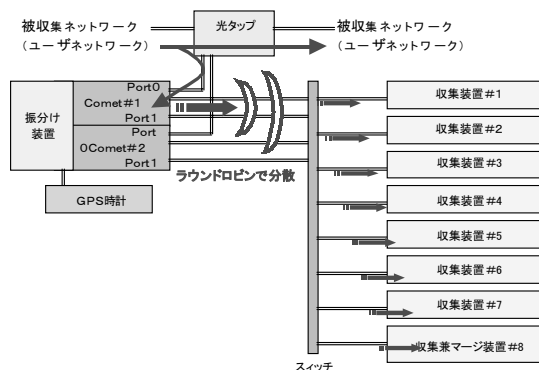 被収集ネットワーク
（ユーザネットワーク）
光タップ
被収集ネットワーク
（ユーザネットワーク）
振分け
装置
Port0
Comet#1
Port1
Port
0Comet#2
Port1
GPS時計
ラウンドロビンで分散
収集装置#1
収集装置#2
収集装置#3
収集装置#4
収集装置#5
収集装置#6
収集装置#7
収集兼マージ装置#8
スィッチ